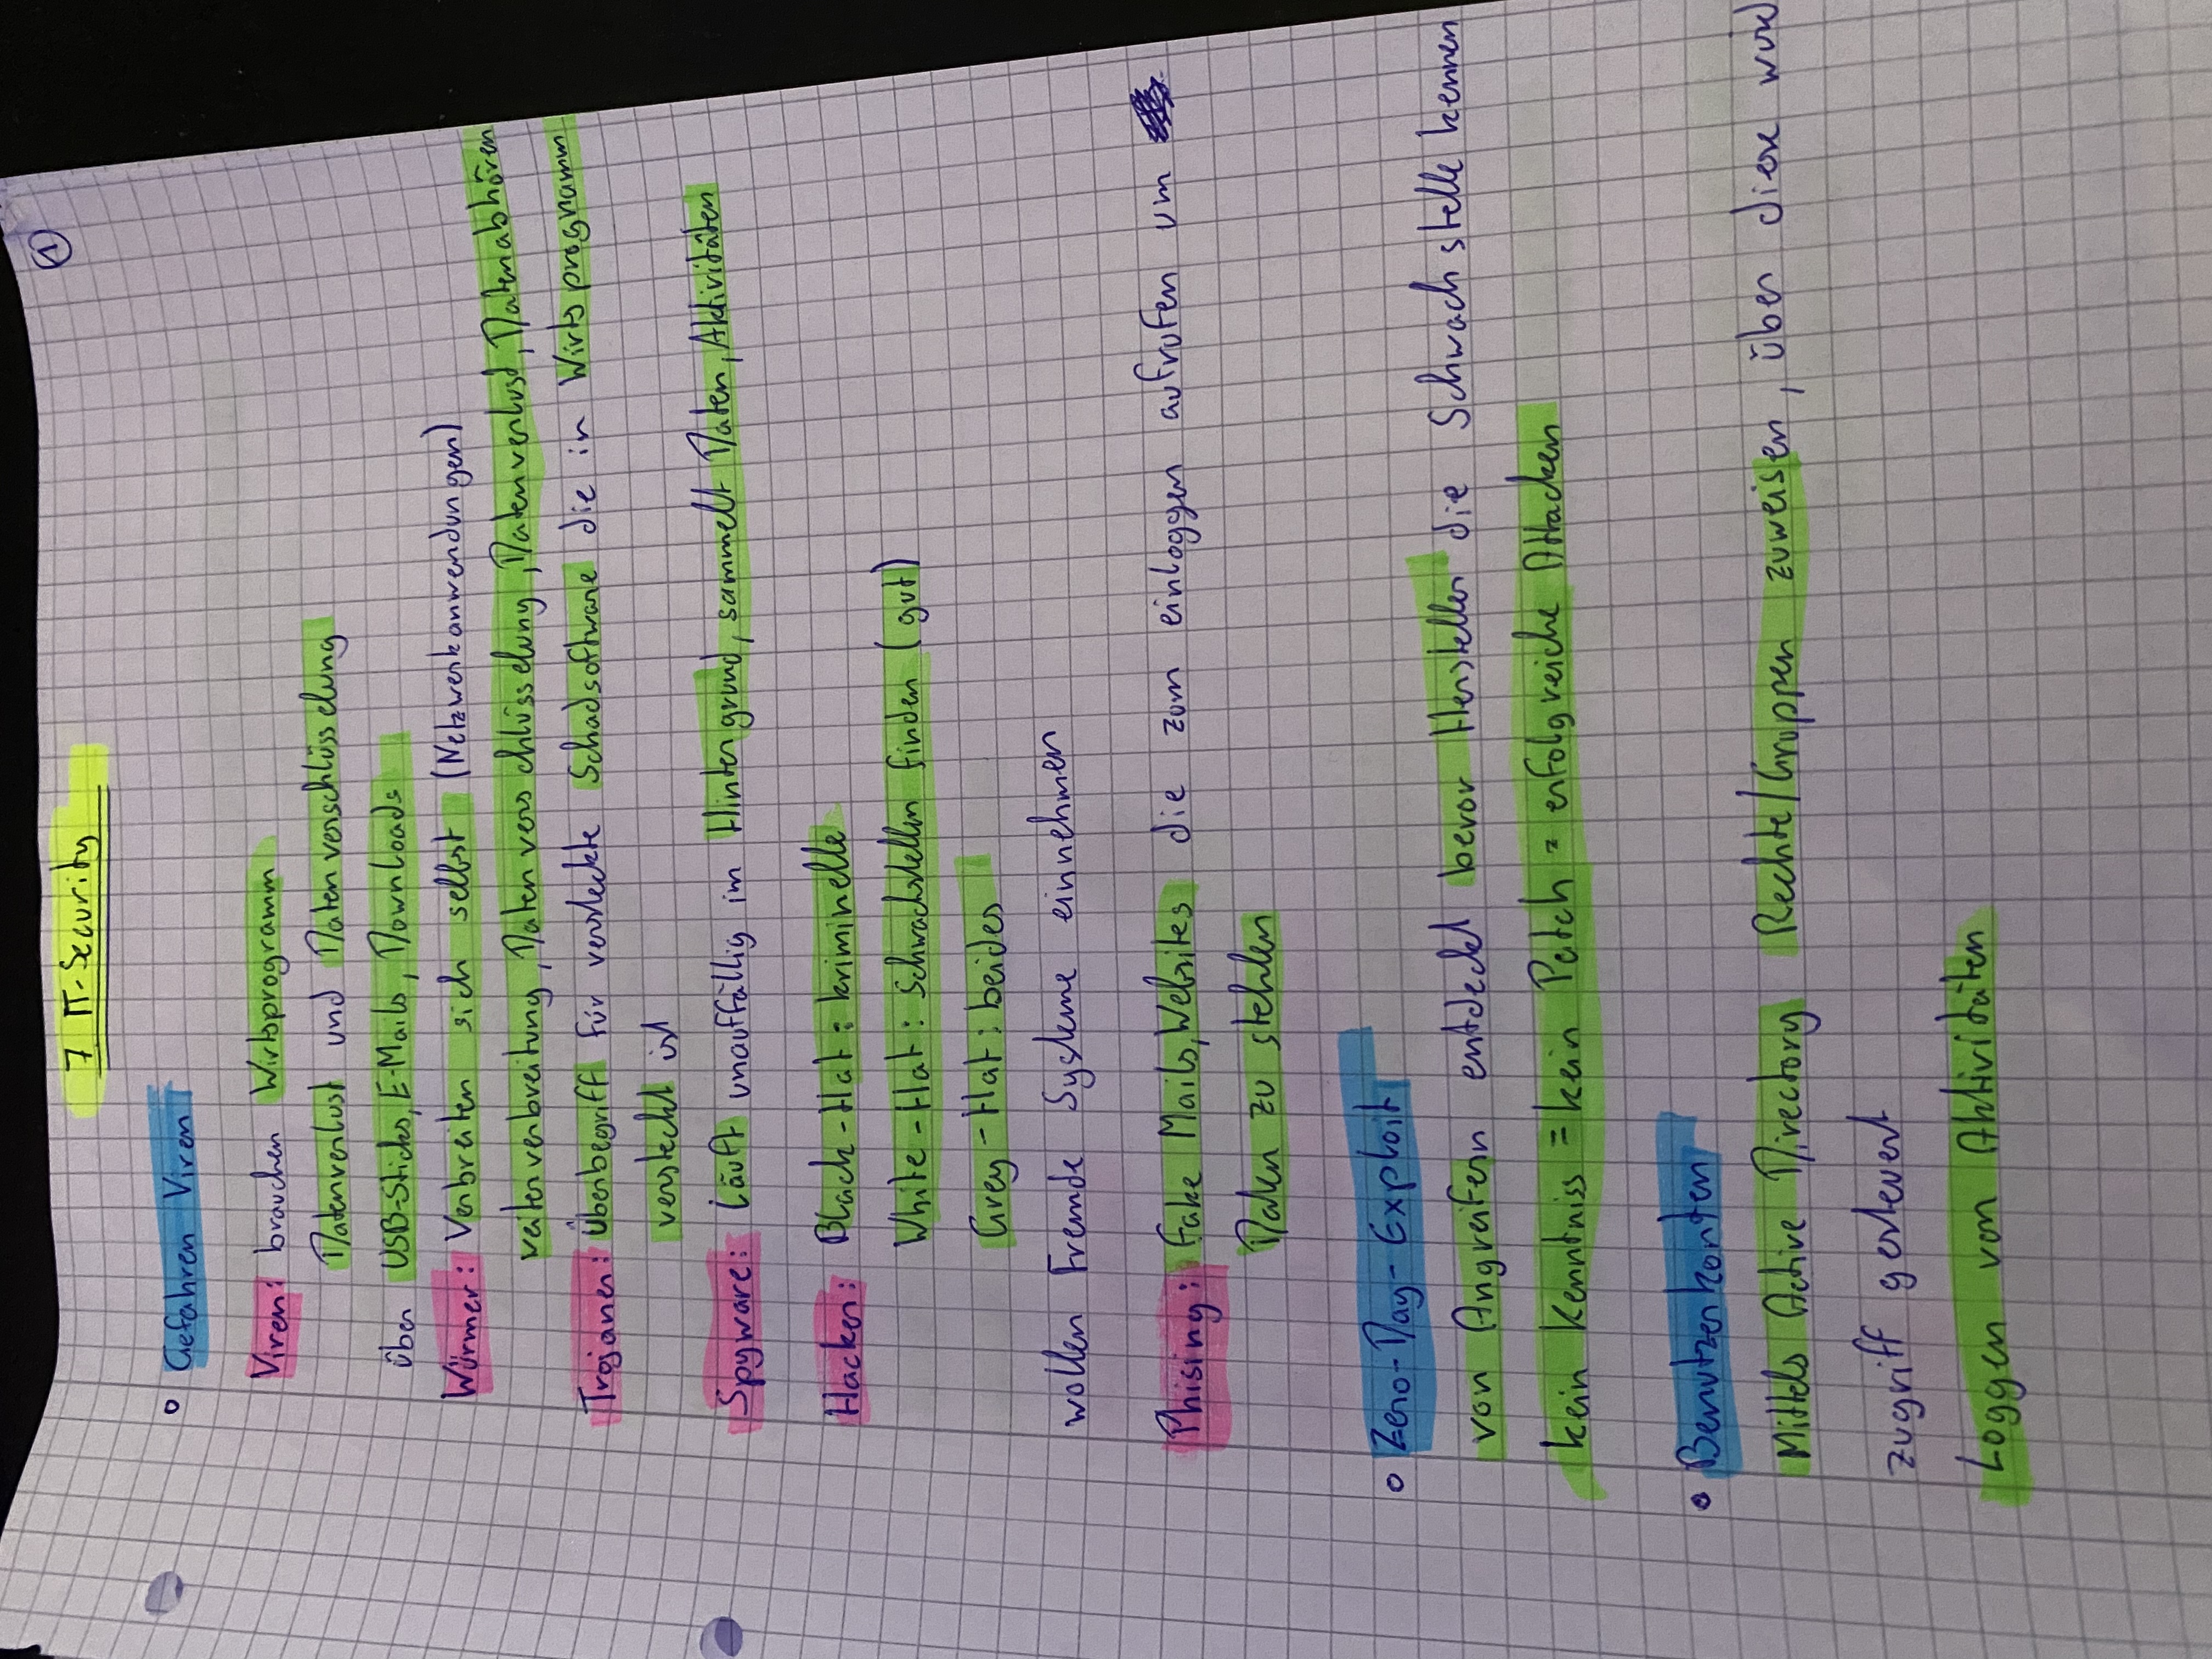 1
7 IT-Security
Gefahren Viren
Viren: brauchen Wirtsprogramm
Datenverlust und Datenverschlüsselung
über USB-Sticks, E-Mails, Downloads
Würmer: Verbreiten sich selbst (Netzwerkanwendungen)
weiterverbreitung, Datenverschlüsselung, Datenverlust, Datenabhören
Trojaner: Überbegriff für versteckte Schadsoftware die in Wirtsprogramm
versteckt ist
Spyware: Läuft unauffällig im Hintergrund, sammelt Daten, Aktivitäten
Hacker: Black-Hat: kriminelle
White-Hat: Schwachstellen finden (gut)
Grey-Hat: beides
wollen Fremde Systeme einnehmen
Phising: Fake Mails, Websites die zum einloggen aufrufen um
Daten zu stehlen
Zero-Day-Exploit
von Angreifern entdeckt bevor Hersteller die Schwachstelle kennen
kein Kenntniss = kein Patch = erfolgreiche Attacken
Benutzerkonten
Mittels Active Directory Rechte/Gruppen zuweisen, über diese wird
zugriff gesteuert
Loggen von Aktivitäten